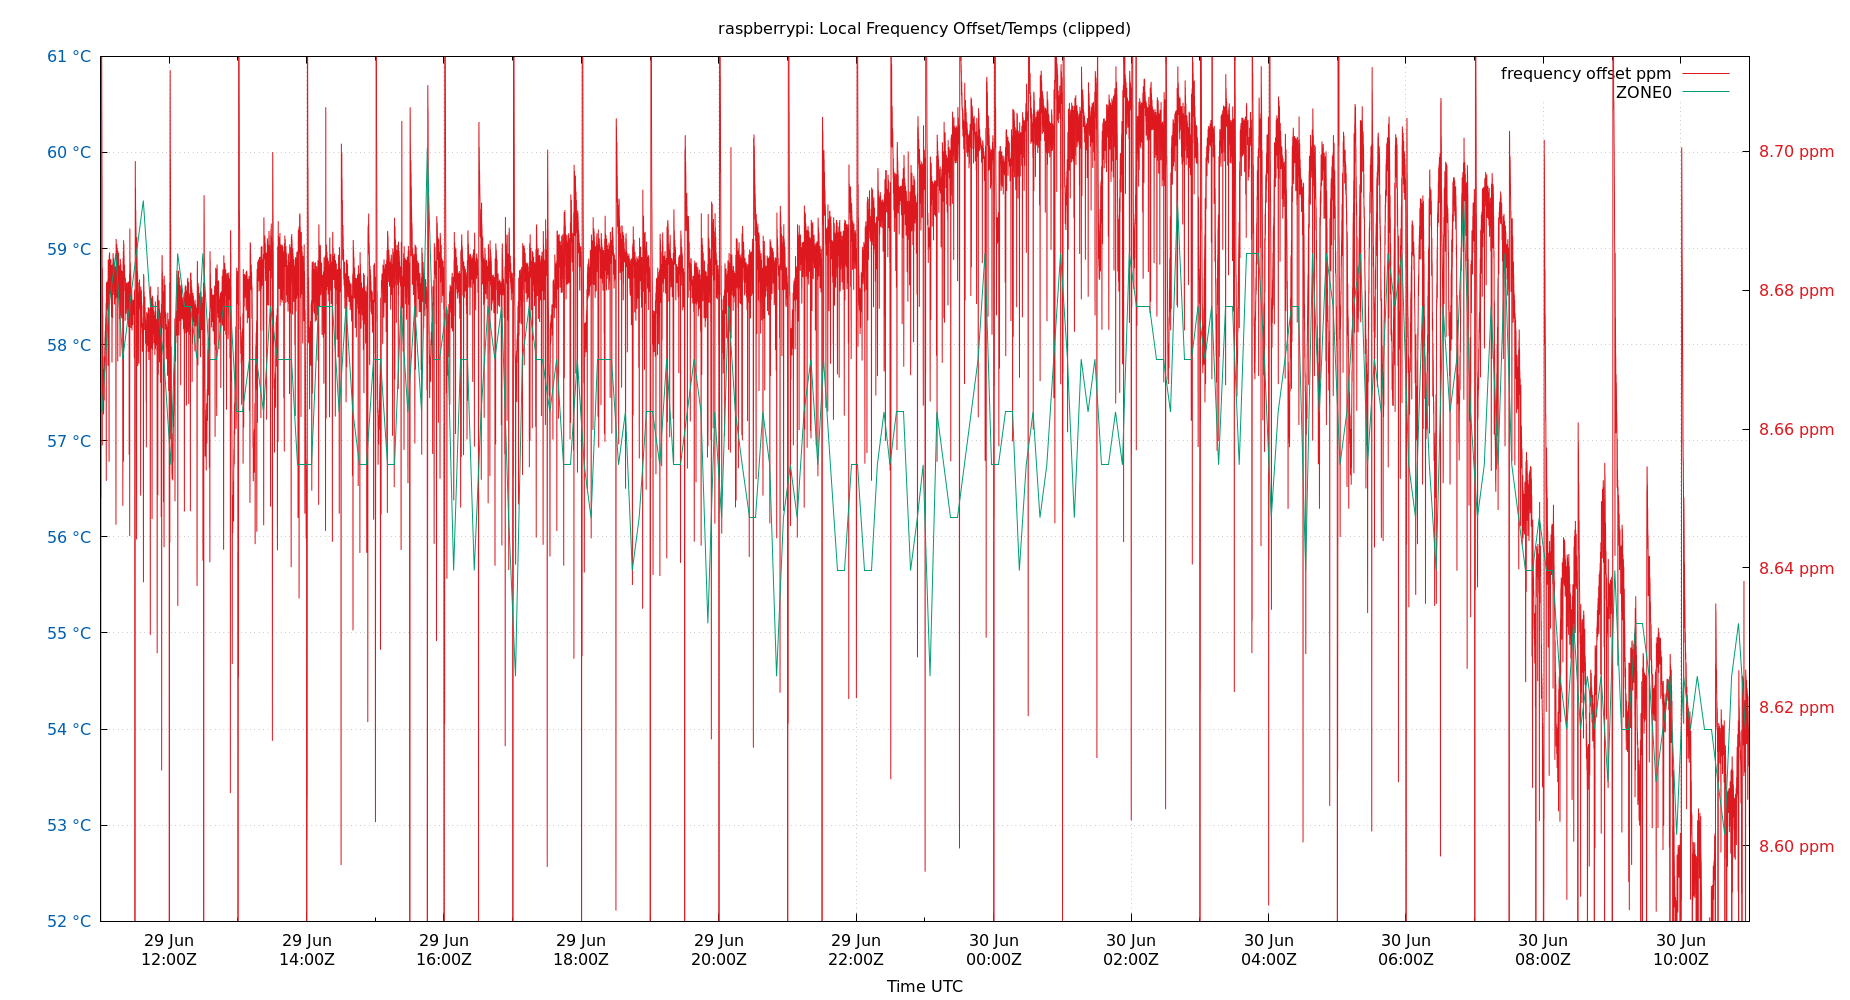 raspberrypi: Local Frequency Offset/Temps (clipped)
61 °C
60 °C
59 °C
58 °C
57 °C
56 °C
55 °C
54 °C
53 °C
52 °C
frequency offset ppm
ZONE0
8.70 ppm
8.68 ppm
8.66 ppm
8.64 ppm
8.62 ppm
8.60 ppm
29 Jun 29 Jun 29 Jun 29 Jun 29 Jun 29 Jun 30 Jun 30 Jun 30 Jun 30 Jun 30 Jun 30 Jun
12:00Z 14:00Z 16:00Z 18:00Z 20:00Z 22:00Z 00:00Z 02:00Z 04:00Z 06:00Z 08:00Z 10:00Z
Time UTC